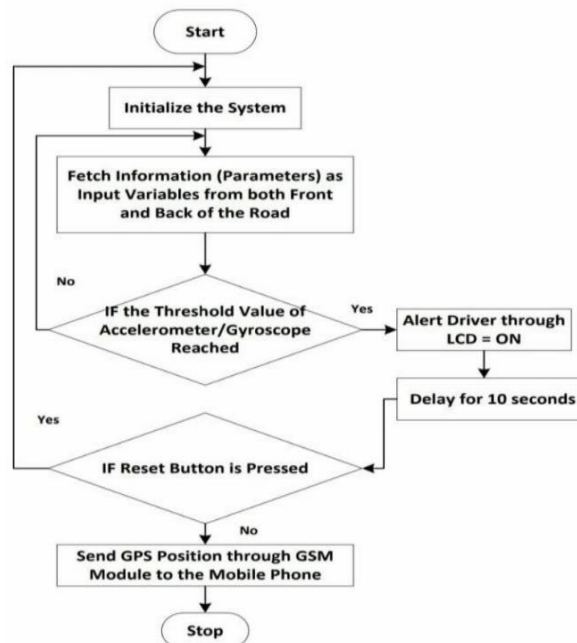 Start
Initialize the System
Fetch Information (Parameters) as
Input Variables from both Front
and Back of the Road
No
IF the Threshold Value of
Accelerometer/Gyroscope
Reached
Yes
Alert Driver through
LCD = ON
Delay for 10 seconds
Yes
IF Reset Button is Pressed
No
Send GPS Position through GSM
Module to the Mobile Phone
Stop